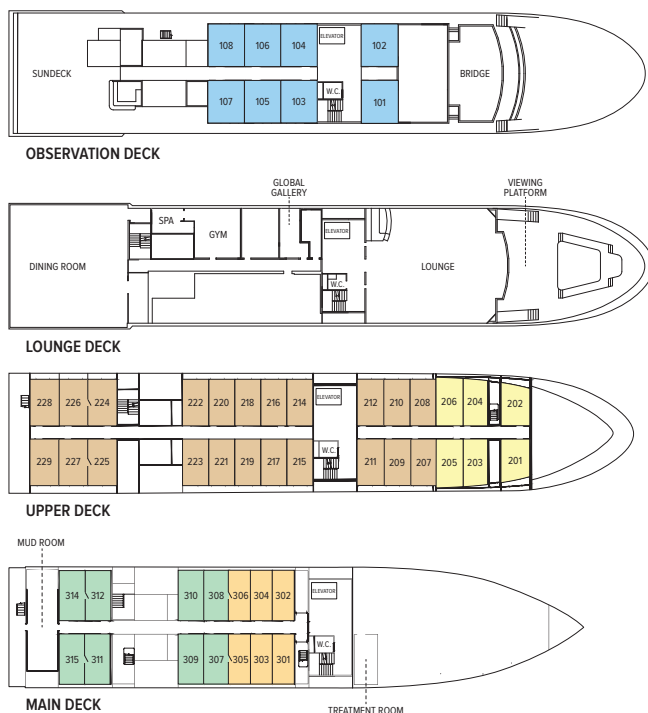 108 106 104 ELEVATOR 102
SUNDECK BRIDGE
W.C.
107 105 103 101
OBSERVATION DECK
GLOBAL
GALLERY
VIEWING
PLATFORM
SPA
GYM
ELEVATOR
DINING ROOM LOUNGE
W.C.
LOUNGE DECK
228 226 224 222 220 218 216 214 ELEVATOR 212 210 208 206 204 202
W.C.
229 227 225 223 221 219 217 215 211 209 207 205 203 201
UPPER DECK
MUD ROOM
314 312 310 308 306 304 302 ELEVATOR
W.C.
315 311 309 307 305 303 301
MAIN DECK
TREATMENT ROOM